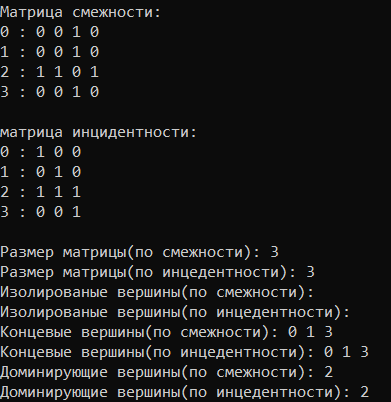 Матрица смежности:
0 : 0 0 1 0
1 : 0 0 1 0
2 : 1 1 0 1
3 : 0 0 1 0
матрица инцидентности:
0 : 1 0 0
1 : 0 1 0
2 : 1 1 1
3 : 0 0 1
Размер матрицы(по смежности): 3
Размер матрицы(по инцедентности): 3
Изолированые вершины(по смежности):
Изолированые вершины(по инцедентности):
Концевые вершины(по смежности): 0 1 3
Концевые вершины(по инцедентности): 0 1 3
Доминирующие вершины(по смежности): 2
Доминирующие вершины(по инцедентности): 2